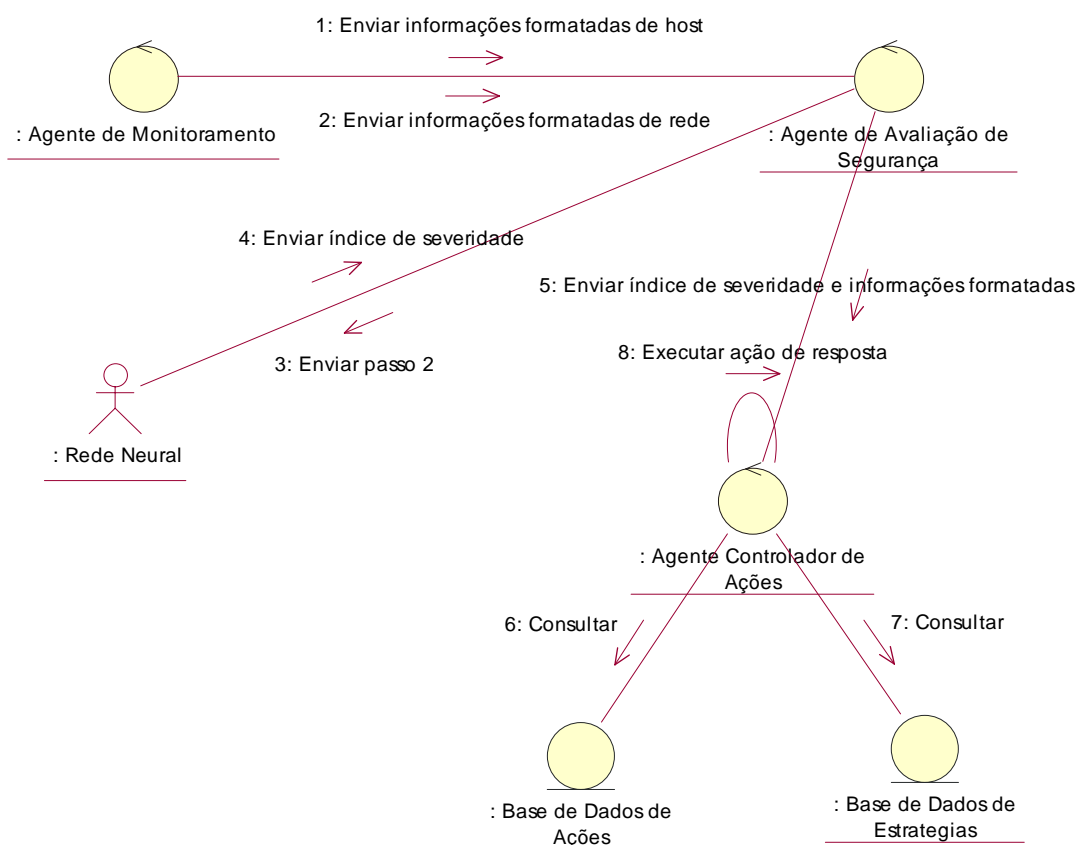 1: Enviar informações formatadas de host
2: Enviar informações formatadas de rede
: Agente de Monitoramento
: Agente de Avaliação de
Segurança
4: Enviar índice de severidade
5: Enviar índice de severidade e informações formatadas
3: Enviar passo 2
8: Executar ação de resposta
: Rede Neural
: Agente Controlador de
Ações
6: Consultar
7: Consultar
: Base de Dados de
Ações
: Base de Dados de
Estrategias